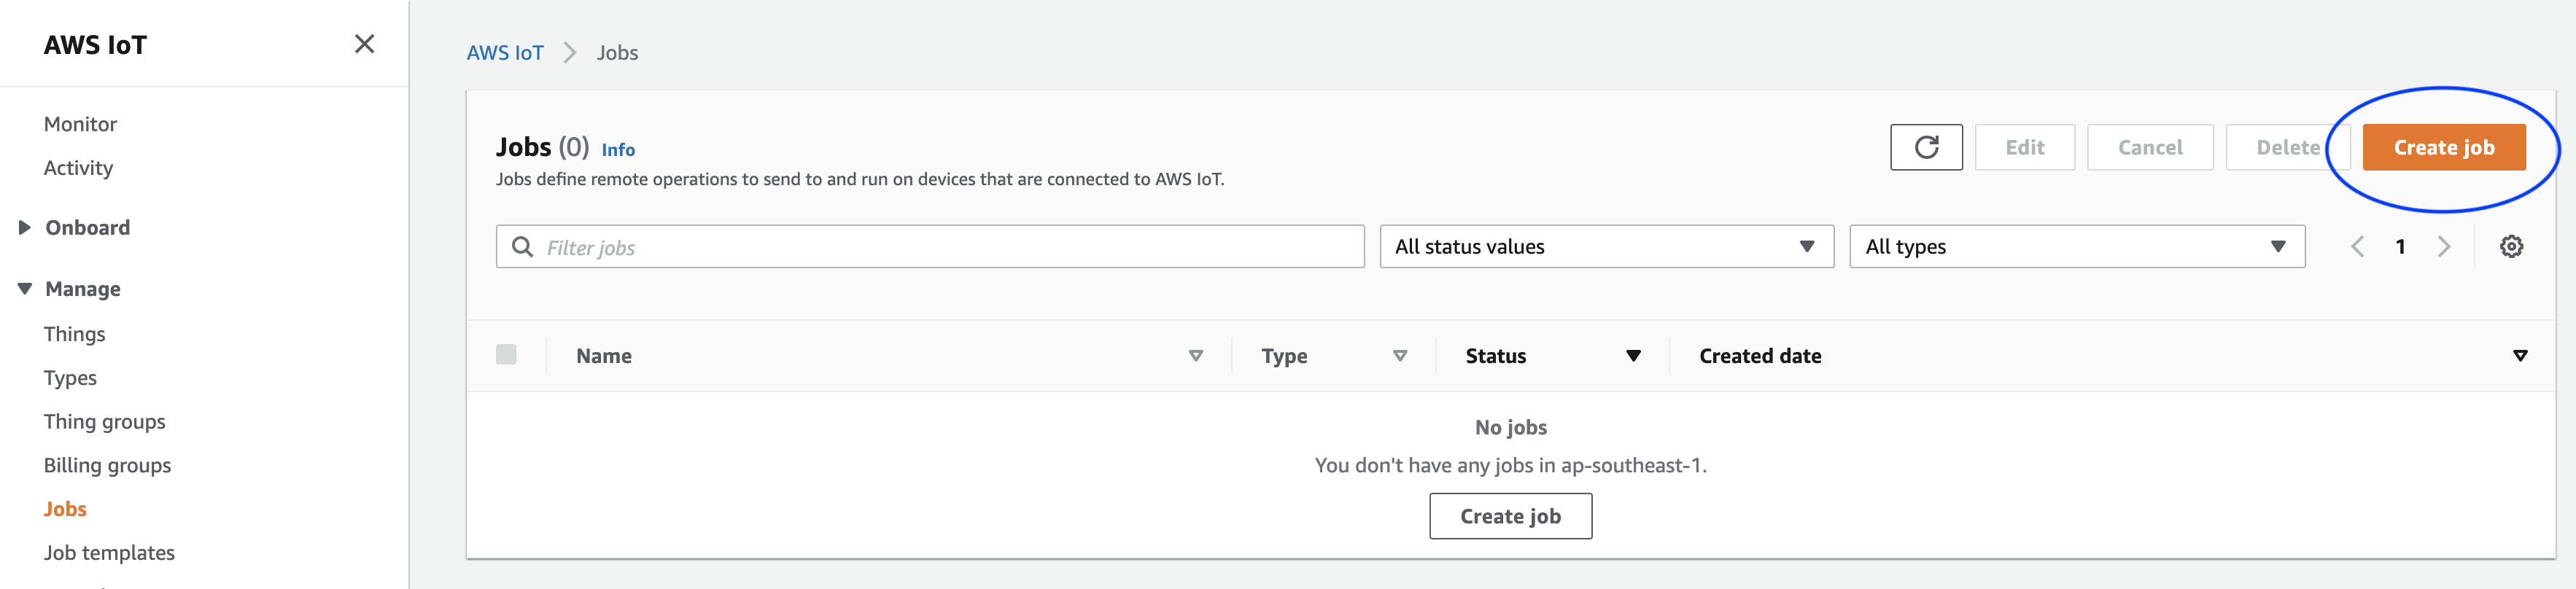 AWS IoT
Monitor
Activity
Onboard
Manage
Things
Types
Thing groups
Billing groups
Jobs
Job templates
AWS IoT Jobs
Jobs (0) Info
Edit Cancel Delete Create job
Jobs define remote operations to send to and run on devices that are connected to AWS IoT.
Filter jobs All status values All types 1
Name Type Status Created date
No jobs
You don't have any jobs in ap-southeast-1.
Create job